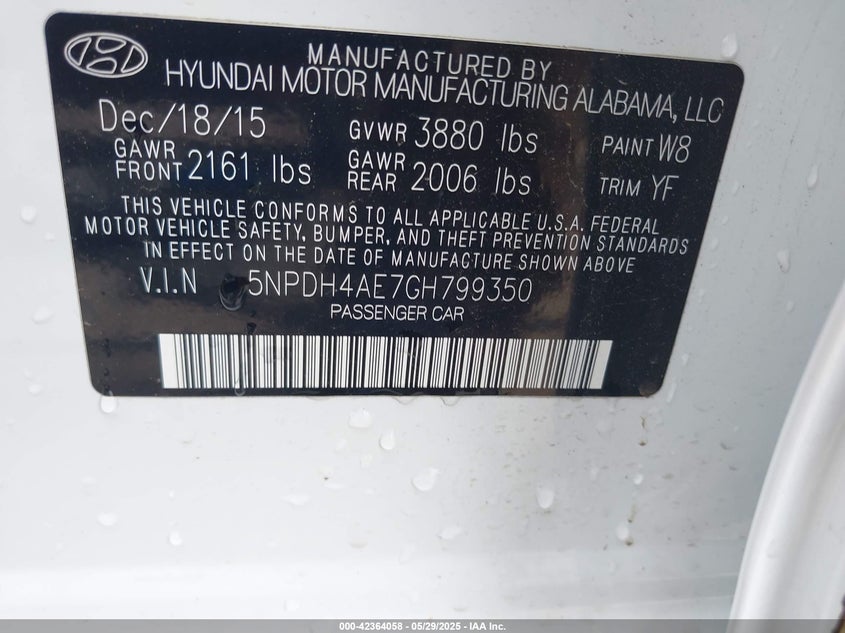 MANUFACTURED BY
HYUNDAI MOTOR MANUFACTURING ALABAMA, LLC
Dec/18/15 GVWR 3880 lbs PAINT W8
GAWR FRONT 2161 lbs GAWR REAR 2006 lbs TRIM YF
THIS VEHICLE CONFORMS TO ALL APPLICABLE U.S.A. FEDERAL
MOTOR VEHICLE SAFETY, BUMPER, AND THEFT PREVENTION STANDARDS
IN EFFECT ON THE DATE OF MANUFACTURE SHOWN ABOVE
V.I.N 5NPDH4AE7GH799350
PASSENGER CAR
000-42364058 - 05/29/2025 - IAA Inc.